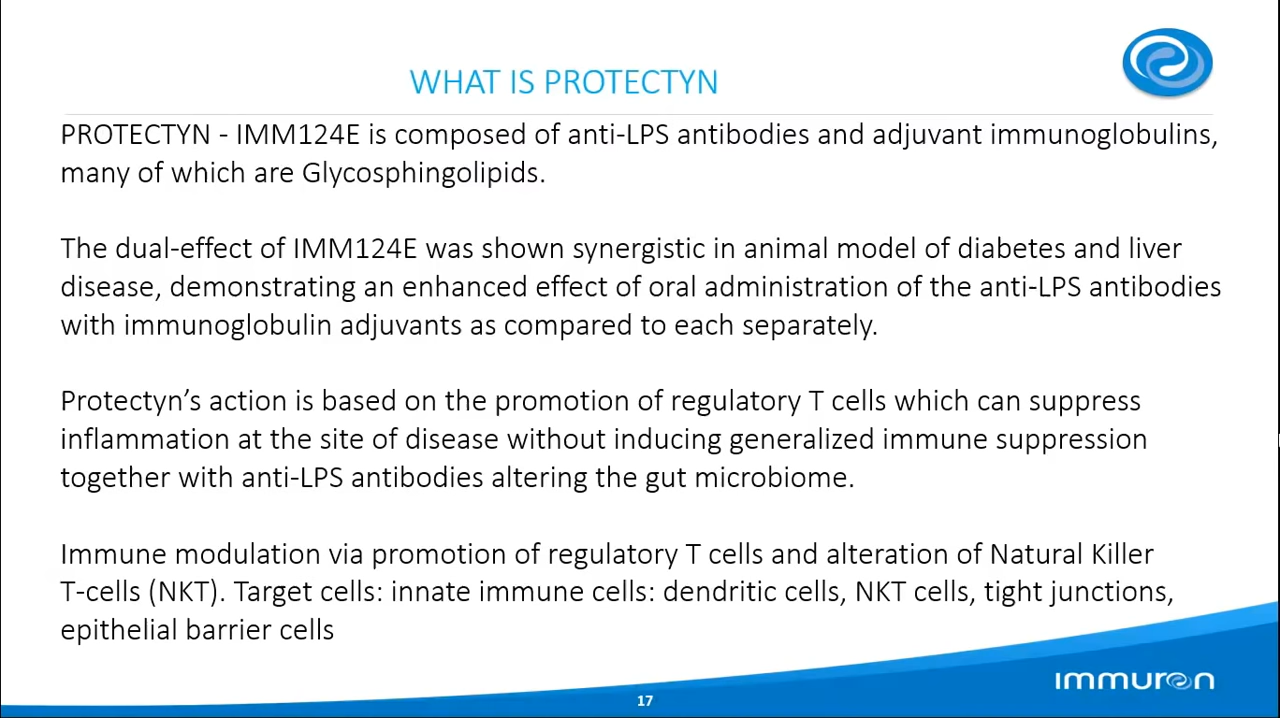 WHAT IS PROTECTYN
PROTECTYN - IMM124E is composed of anti-LPS antibodies and adjuvant immunoglobulins,
many of which are Glycosphingolipids.
The dual-effect of IMM124E was shown synergistic in animal model of diabetes and liver
disease, demonstrating an enhanced effect of oral administration of the anti-LPS antibodies
with immunoglobulin adjuvants as compared to each separately.
Protectyn’s action is based on the promotion of regulatory T cells which can suppress
inflammation at the site of disease without inducing generalized immune suppression
together with anti-LPS antibodies altering the gut microbiome.
Immune modulation via promotion of regulatory T cells and alteration of Natural Killer
T-cells (NKT). Target cells: innate immune cells: dendritic cells, NKT cells, tight junctions,
epithelial barrier cells
immuron
17